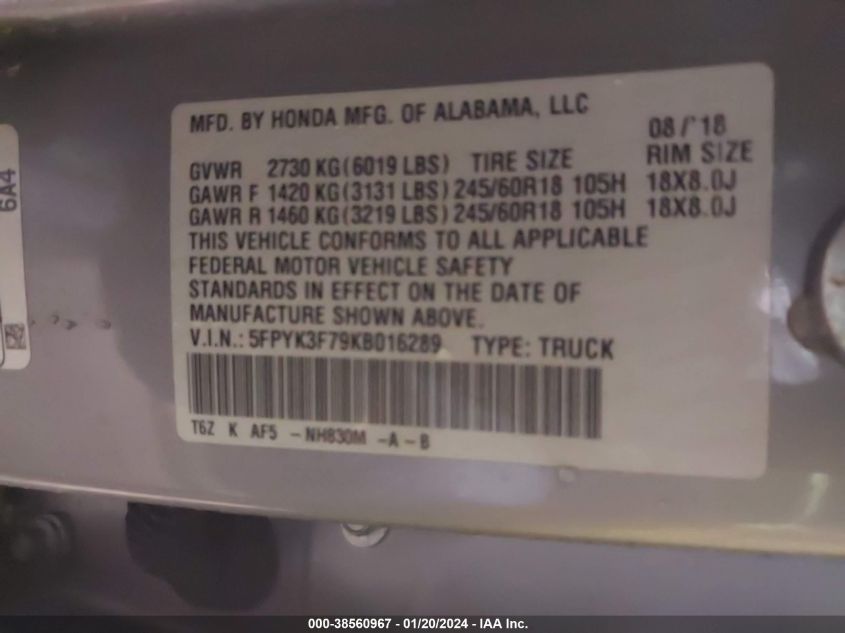 MFD. BY HONDA MFG. OF ALABAMA, LLC
08/'18
GVWR 2730 KG(6019 LBS) TIRE SIZE RIM SIZE
GAWR F 1420 KG(3131 LBS) 245/60R18 105H 18X8.0J
GAWR R 1460 KG(3219 LBS) 245/60R18 105H 18X8.0J
THIS VEHICLE CONFORMS TO ALL APPLICABLE
FEDERAL MOTOR VEHICLE SAFETY
STANDARDS IN EFFECT ON THE DATE OF
MANUFACTURE SHOWN ABOVE.
V.I.N.: 5FPYK3F79KB016289 TYPE: TRUCK
T6Z K AF5 -NH830M -A-B
6A4
000-38560967 - 01/20/2024 - IAA Inc.